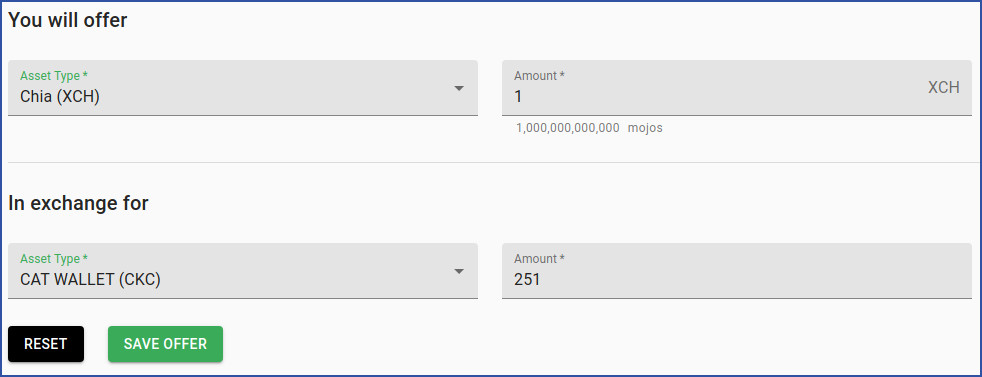 You will offer
Asset Type *
Chia (XCH)
Amount *
1
XCH
1,000,000,000,000 mojos
In exchange for
Asset Type *
CAT WALLET (CKC)
Amount *
251
RESET
SAVE OFFER